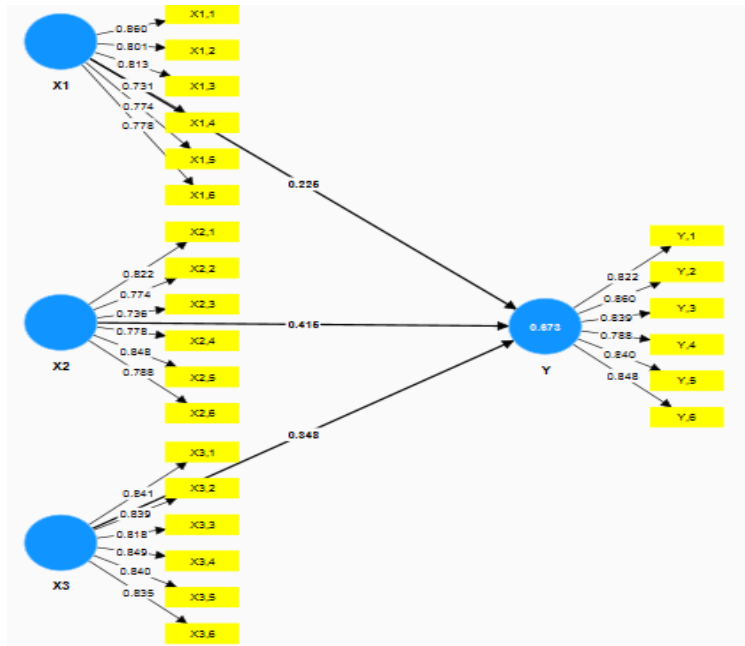 X1,1
0.860
X1,2
0.801
X1,3
0.813
X1
X1,4
0.731
X1,5
0.774
X1,6
0.778
0.225
X2,1
0.822
X2,2
0.774
X2,3
0.736
X2
X2,4
0.778
X2,5
0.848
X2,6
0.788
0.415
X3,1
0.841
X3,2
0.839
X3,3
0.818
X3
X3,4
0.849
X3,5
0.840
X3,6
0.835
0.348
0.673
Y
Y,1
0.822
Y,2
0.860
Y,3
0.839
Y,4
0.788
Y,5
0.840
Y,6
0.848